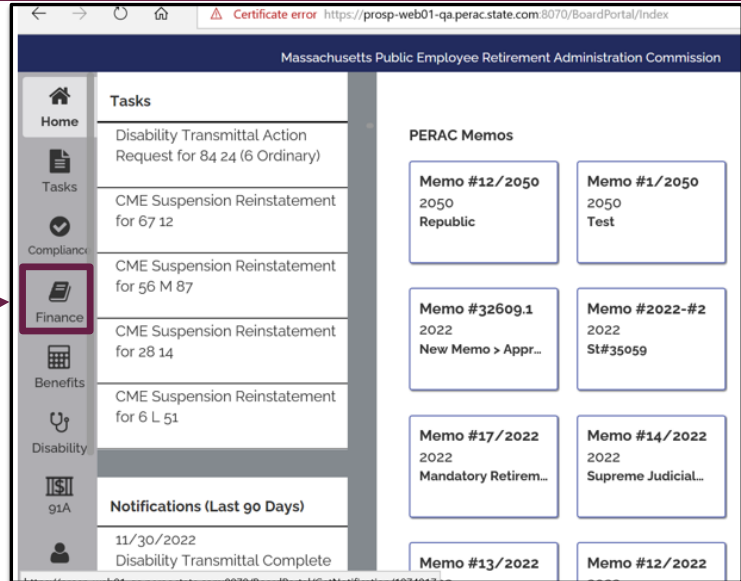 Certificate error https://prosp-web01-qa.perac.state.com:8070/BoardPortal/Index
Massachusetts Public Employee Retirement Administration Commission
Home
Tasks
Compliance
Finance
Benefits
Disability
91A
Tasks
Disability Transmittal Action
Request for 84 24 (6 Ordinary)
CME Suspension Reinstatement
for 67 12
CME Suspension Reinstatement
for 56 M 87
CME Suspension Reinstatement
for 28 14
CME Suspension Reinstatement
for 6 L 51
Notifications (Last 90 Days)
11/30/2022
Disability Transmittal Complete
PERAC Memos
Memo #12/2050
2050
Republic
Memo #1/2050
2050
Test
Memo #32609.1
2022
New Memo > Appr...
Memo #2022-#2
2022
St#35059
Memo #17/2022
2022
Mandatory Retirem...
Memo #14/2022
2022
Supreme Judicial...
Memo #13/2022
Memo #12/2022